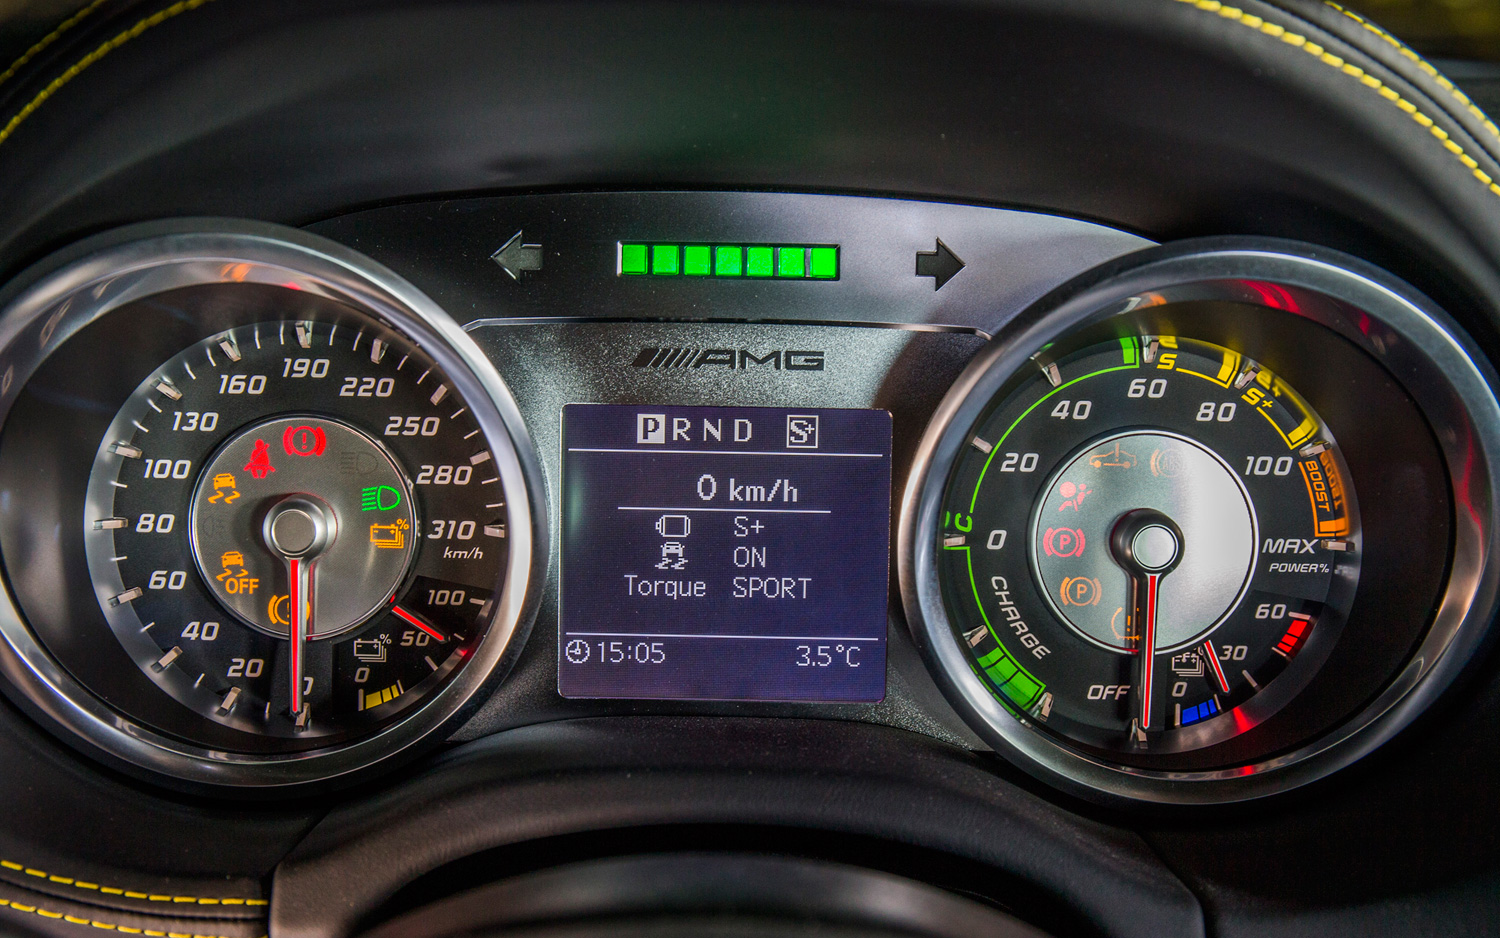 AMG
P R N D S+
0 km/h
S+
ON
Torque SPORT
15:05 3.5°C
190
160 220
130 250
100 280
80 310
km/h
60
40
20
OFF
%
100
50
%
0
60
40 80
20 100
0 MAX
POWER%
CHARGE
OFF
S
S+
BOOST
C
P
P
60
30
0